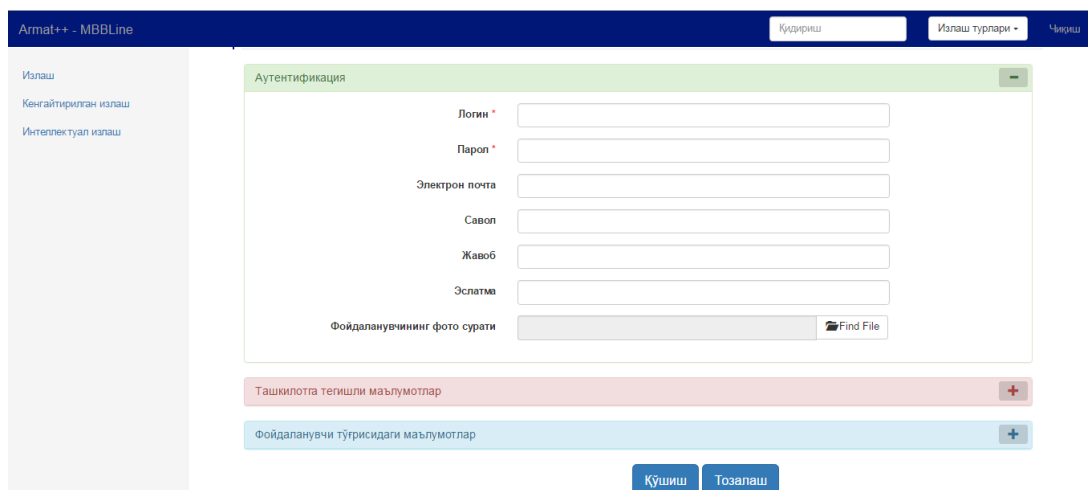 Armat++ - MBBLine Қидириш Излаш турлари Чиқиш
Излаш
Кенгайтирилган излаш
Интеллектуал излаш
Аутентификация
Логин *
Парол *
Электрон почта
Савол
Жавоб
Эслатма
Фойдаланувчининг фото сурати Find File
Ташкилотга тегишли маълумотлар
Фойдаланувчи тўғрисидаги маълумотлар
Қўшиш Тозалаш